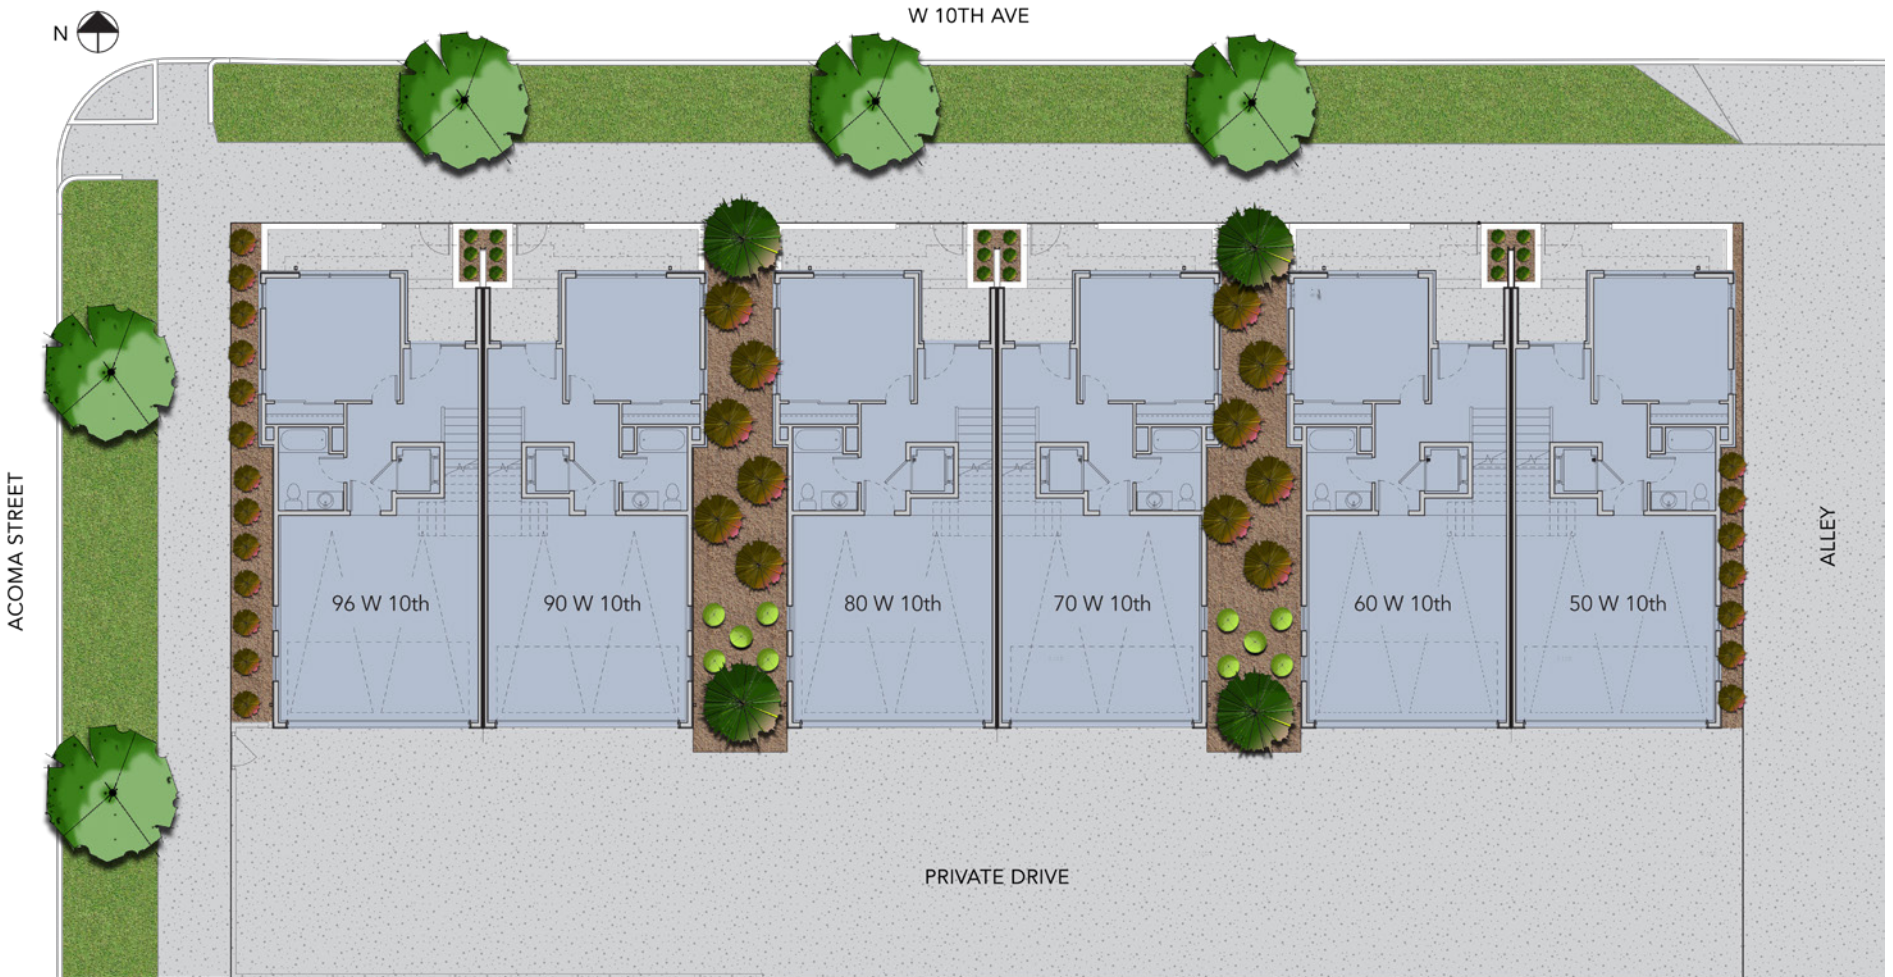 W 10TH AVE
N
ACOMA STREET
ALLEY
96 W 10th
90 W 10th
80 W 10th
70 W 10th
60 W 10th
50 W 10th
PRIVATE DRIVE